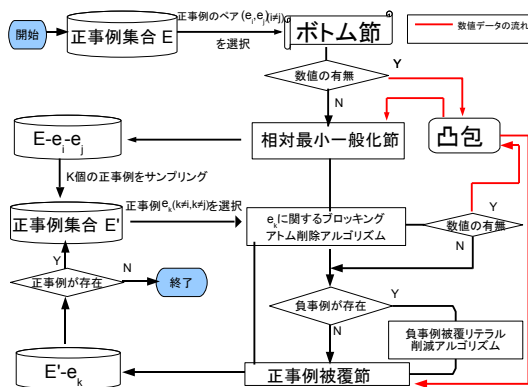 開始
正事例集合 E
正事例のペア(ei,ej)(i≠j)
を選択
ボトム節
数値データの流れ
数値の有無
Y
N
E-ei-ej
相対最小一般化節
凸包
K個の正事例をサンプリング
正事例集合 E'
正事例ek(k≠i,k≠j)を選択
ekに関するブロッキング
アトム削除アルゴリズム
数値の有無
Y
N
Y
N
正事例が存在
終了
負事例が存在
Y
N
負事例被覆リテラル
削減アルゴリズム
E'-ek
正事例被覆節